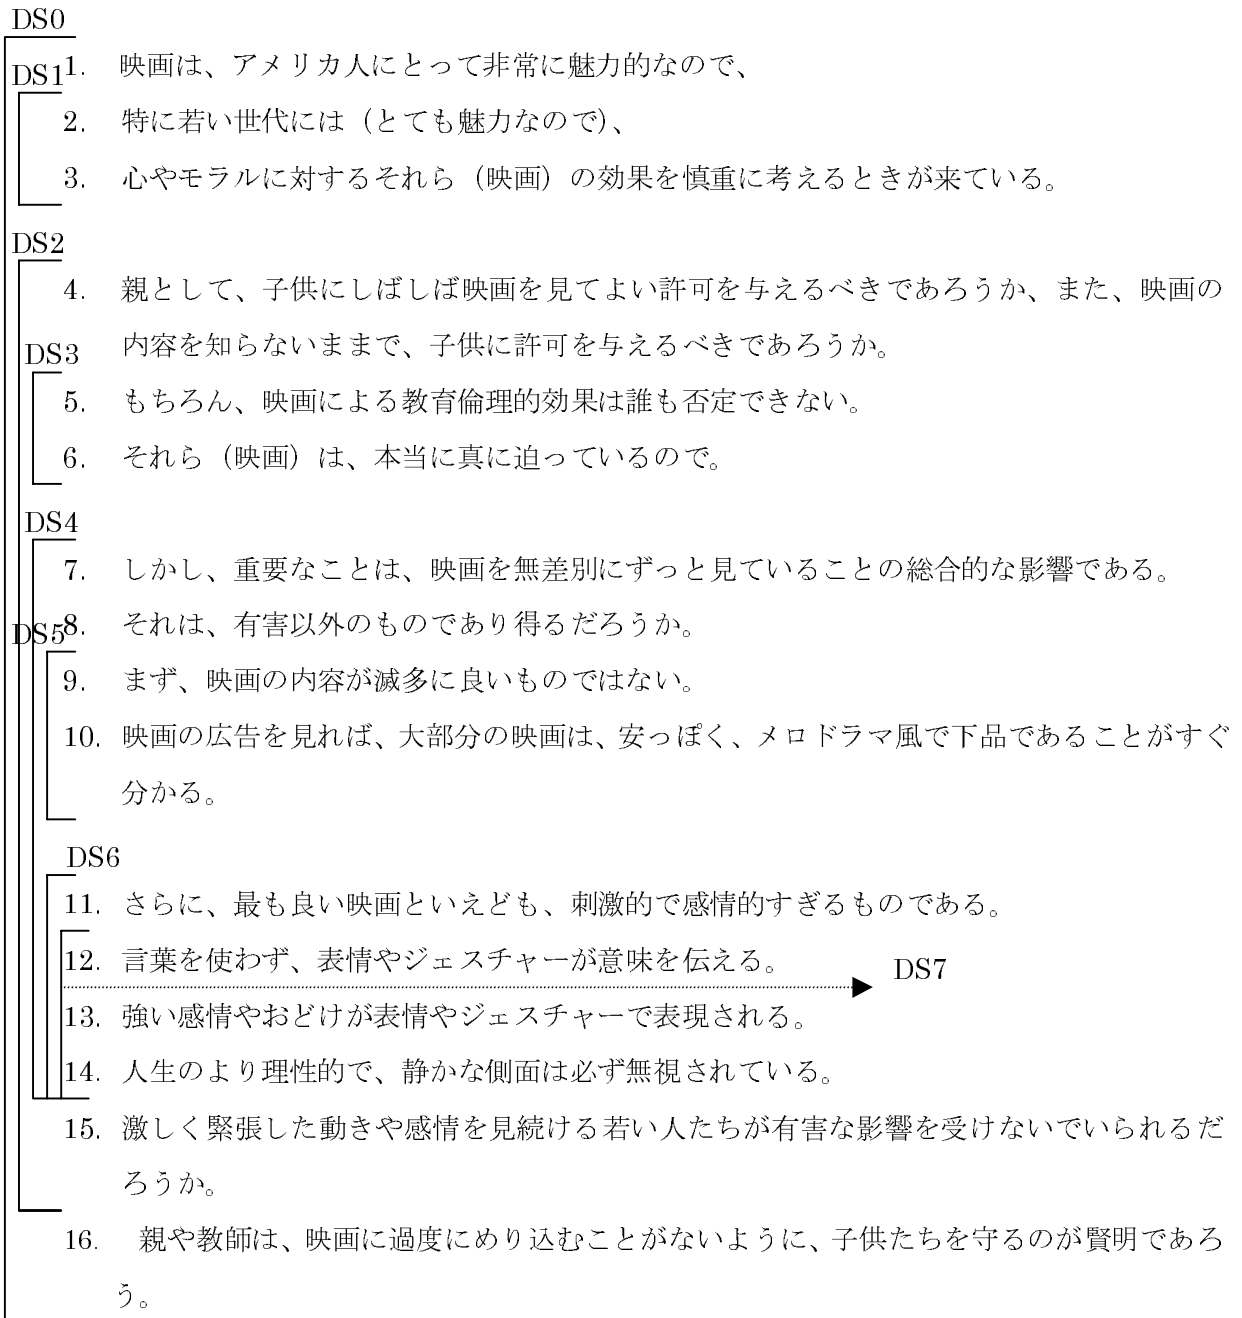 DS0
1. 映画は、アメリカ人にとって非常に魅力的なので、
DS1
2. 特に若い世代には（とても魅力なので）、
3. 心やモラルに対するそれら（映画）の効果を慎重に考えるときが来ている。
DS2
4. 親として、子供にしばしば映画を見てよい許可を与えるべきであろうか、また、映画の
内容を知らないままで、子供に許可を与えるべきであろうか。
DS3
5. もちろん、映画による教育倫理的効果は誰も否定できない。
6. それら（映画）は、本当に真に迫っているので。
DS4
7. しかし、重要なことは、映画を無差別にずっと見ていることの総合的な影響である。
8. それは、有害以外のものであり得るだろうか。
DS5
9. まず、映画の内容が滅多に良いものではない。
10. 映画の広告を見れば、大部分の映画は、安っぽく、メロドラマ風で下品であることがすぐ
分かる。
DS6
11. さらに、最も良い映画といえども、刺激的で感情的すぎるものである。
12. 言葉を使わず、表情やジェスチャーが意味を伝える。
DS7
13. 強い感情やおどけが表情やジェスチャーで表現される。
14. 人生のより理性的で、静かな側面は必ず無視されている。
15. 激しく緊張した動きや感情を見続ける若い人たちが有害な影響を受けないでいられるだ
ろうか。
16. 親や教師は、映画に過度にめり込むことがないように、子供たちを守るのが賢明であろ
う。